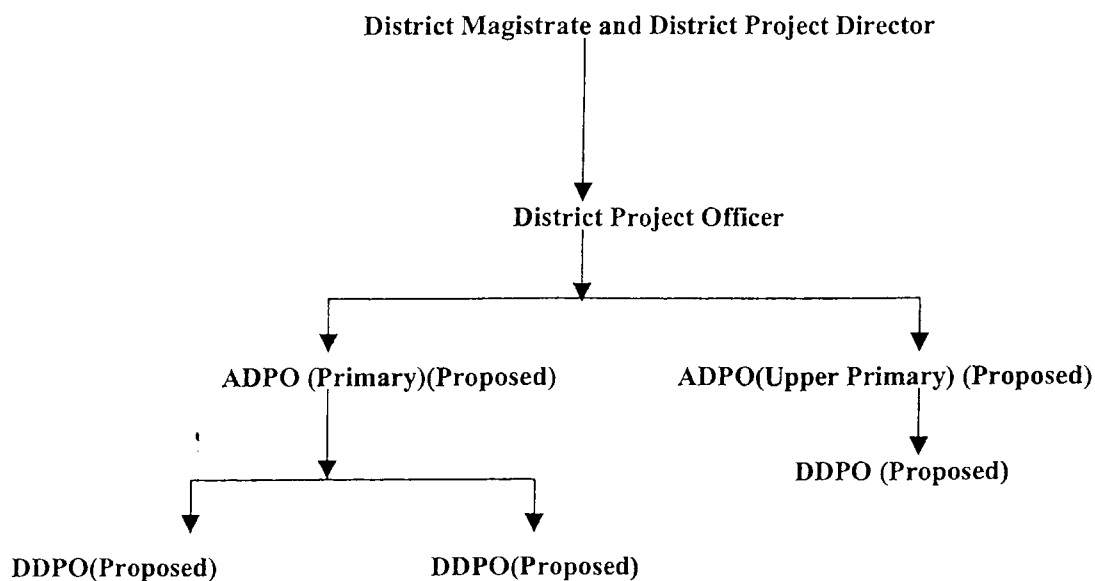 District Magistrate and District Project Director
District Project Officer
ADPO (Primary)(Proposed)
ADPO(Upper Primary) (Proposed)
DDPO (Proposed)
DDPO(Proposed)
DDPO(Proposed)